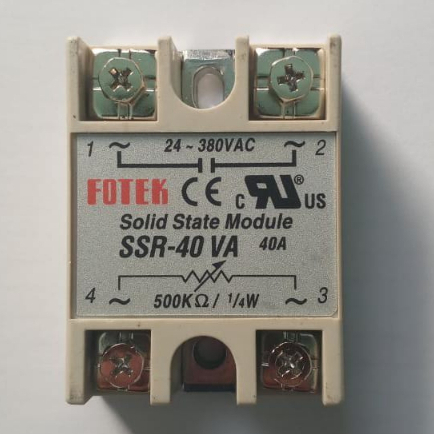 24 ~ 380VAC
1 ~ ~ 2
FOTEK CE c RU ® US
Solid State Module
SSR-40 VA 40A
4 ~ ~ 3
500KΩ / 1/4W